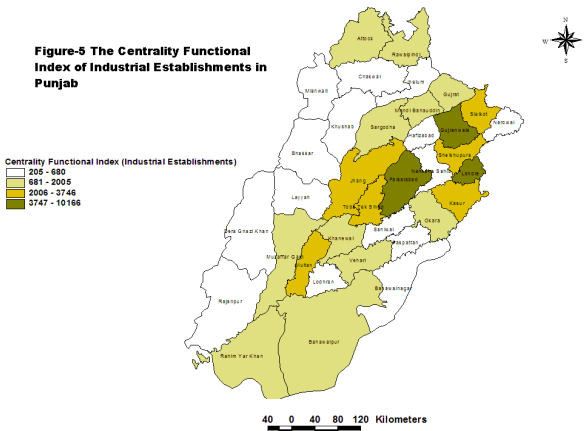 Figure-5 The Centrality Functional
Index of Industrial Establishments in
Punjab
N
W
E
S
Attock
Rawalpindi
Chakwal
Jhelum
Mianwali
Gujrat
Mandi Bahauddin
Sialkot
Khushab
Sargodha
Gujranwala
Narowal
Hafizabad
Bhakkar
Sheikhupura
Centrality Functional Index (Industrial Establishments)
205 - 680
681 - 2005
2006 - 3746
3747 - 10166
Nankana Sahib
Lahore
Jhang
Faisalabad
Layyah
Toba Tek Singh
Kasur
Okara
Dera Ghazi Khan
Khanewal
Sahiwal
Pakpattan
Muzaffar Garh
Multan
Vehari
Lodhran
Bahawalnagar
Rajanpur
Bahawalpur
Rahim Yar Khan
40 0 40 80 120 Kilometers